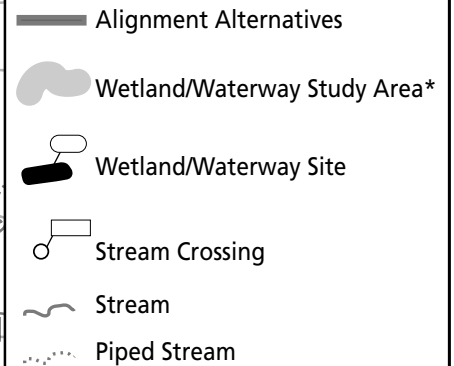 Alignment Alternatives
Wetland/Waterway Study Area*
Wetland/Waterway Site
Stream Crossing
Stream
Piped Stream